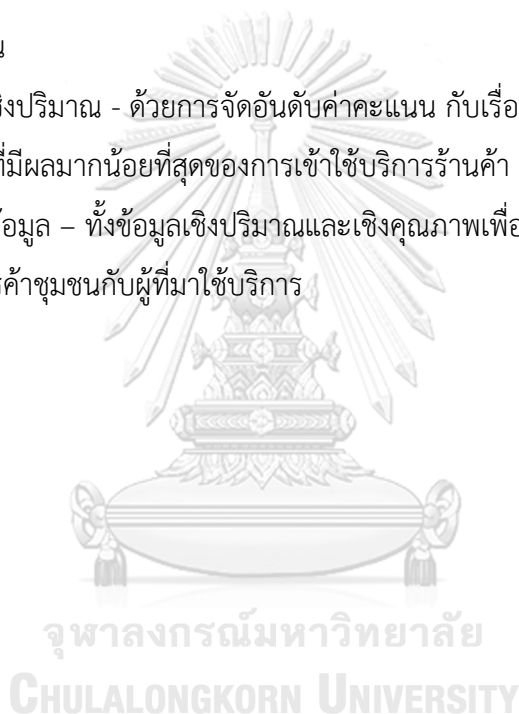 น
ชิงปริมาณ - ด้วยการจัดอันดับค่าคะแนน กับเรื่อ
ที่มีผลมากน้อยที่สุดของการเข้าใช้บริการร้านค้า
ข้อมูล – ทั้งข้อมูลเชิงปริมาณและเชิงคุณภาพเพื่อ
รค้าชุมชนกับผู้ที่มาใช้บริการ
จุฬาลงกรณ์มหาวิทยาลัย
CHULALONGKORN UNIVERSITY